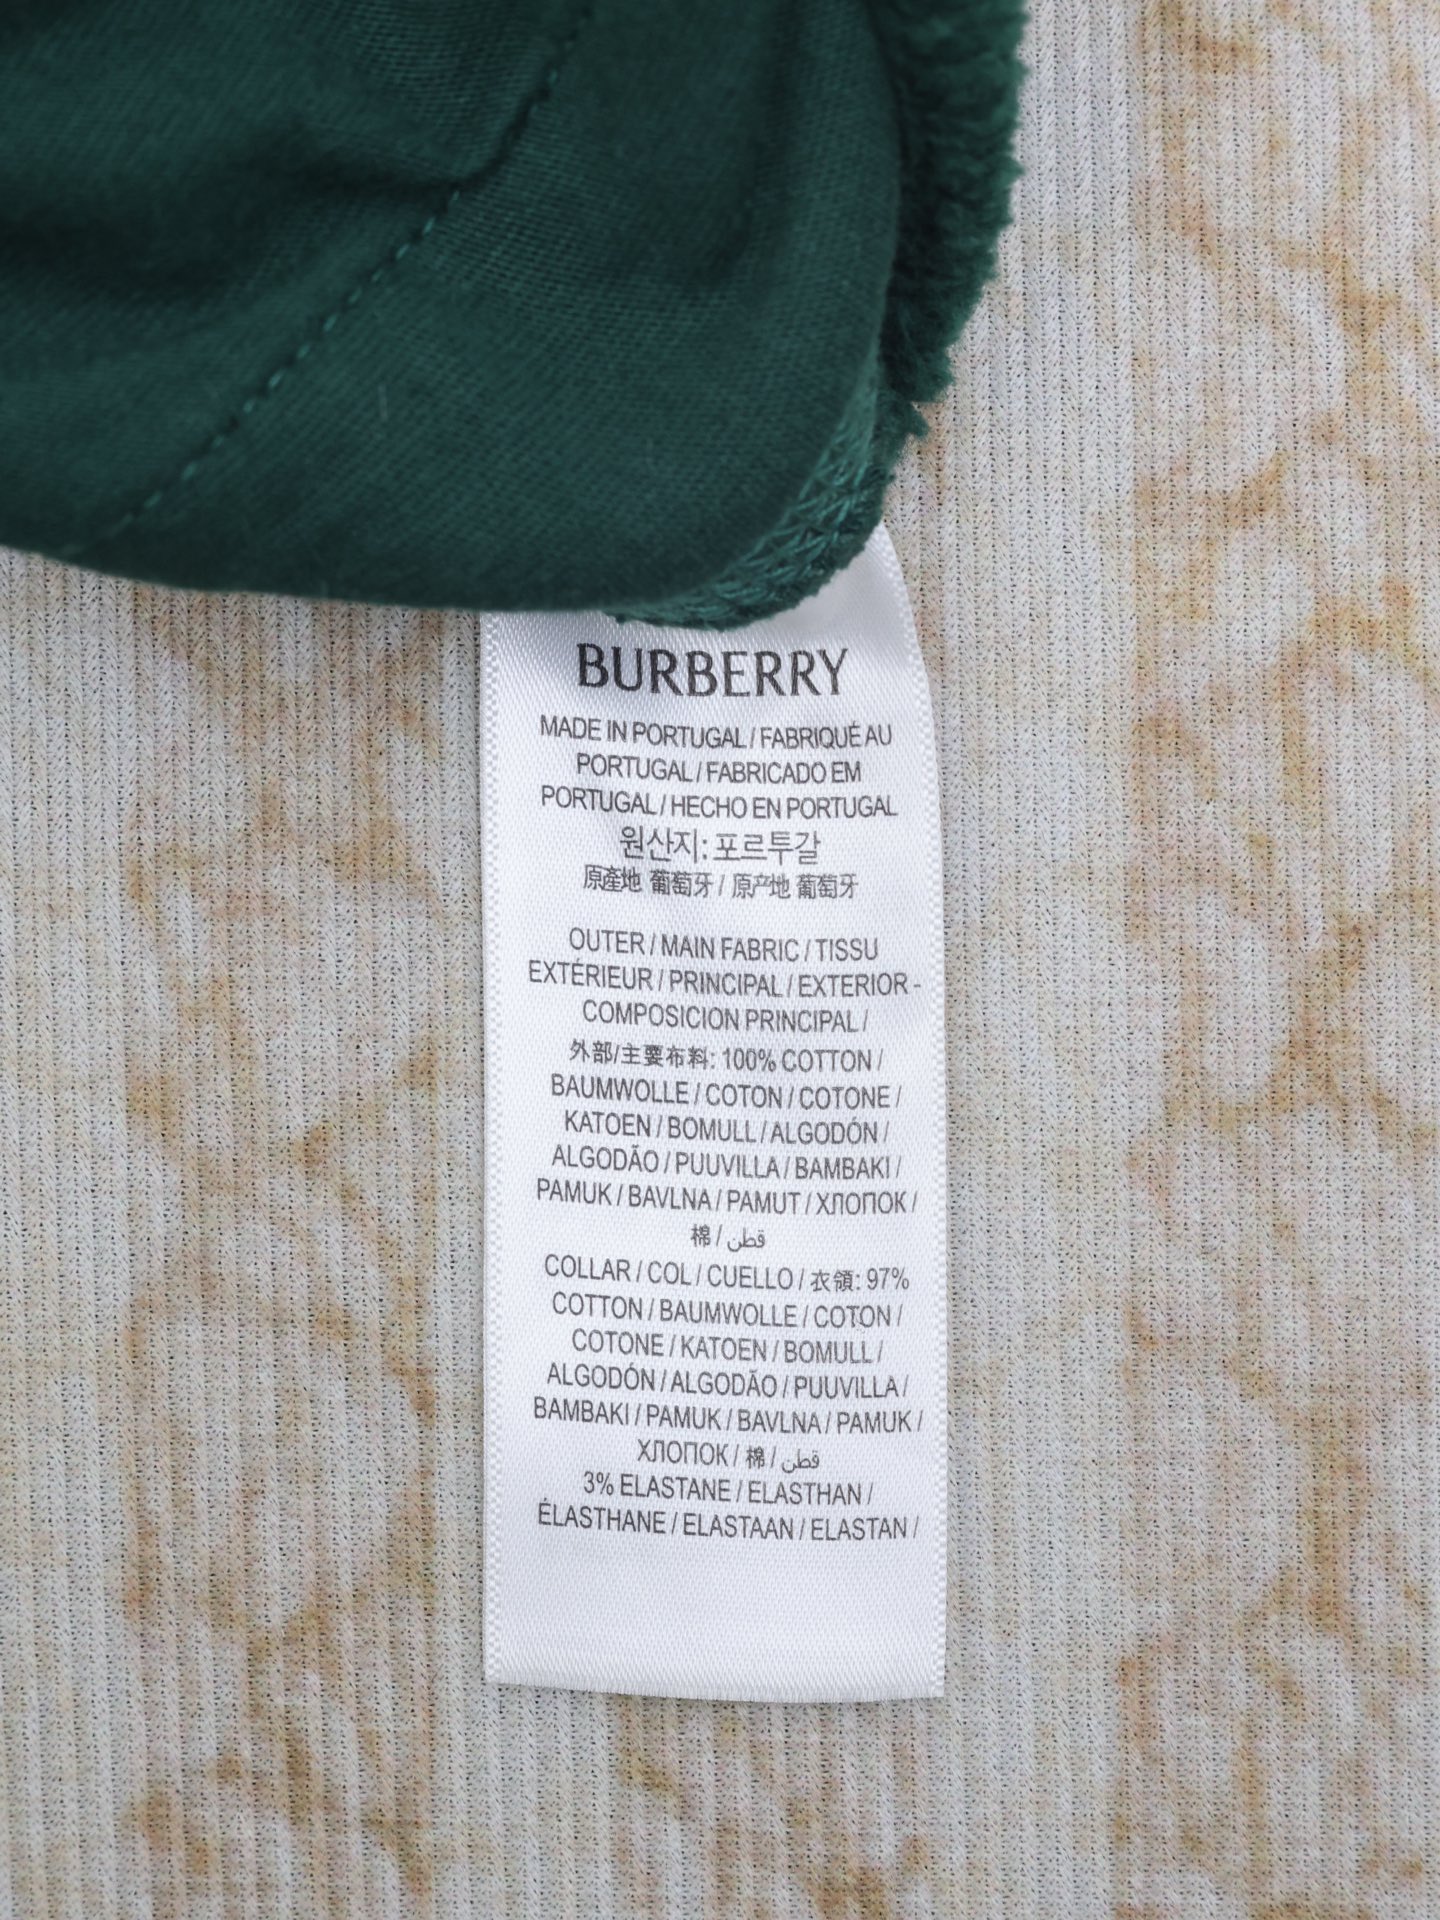 BURBERRY
MADE IN PORTUGAL / FABRIQUÉ AU
PORTUGAL / FABRICADO EM
PORTUGAL / HECHO EN PORTUGAL
원산지: 포르투갈
原產地 葡萄牙 / 原产地 葡萄牙
OUTER / MAIN FABRIC / TISSU
EXTÉRIEUR / PRINCIPAL / EXTERIOR -
COMPOSICION PRINCIPAL /
外部/主要布料: 100% COTTON /
BAUMWOLLE / COTON / COTONE /
KATOEN / BOMULL / ALGODÓN /
ALGODÃO / PUUVILLA / BAMBAKI /
PAMUK / BAVLNA / PAMUT / ХЛОПОК /
棉 / قطن
COLLAR / COL / CUELLO / 衣領: 97%
COTTON / BAUMWOLLE / COTON /
COTONE / KATOEN / BOMULL /
ALGODÓN / ALGODÃO / PUUVILLA /
BAMBAKI / PAMUK / BAVLNA / PAMUK /
ХЛОПОК / 棉 / قطن
3% ELASTANE / ELASTHAN /
ÉLASTHANE / ELASTAAN / ELASTAN /